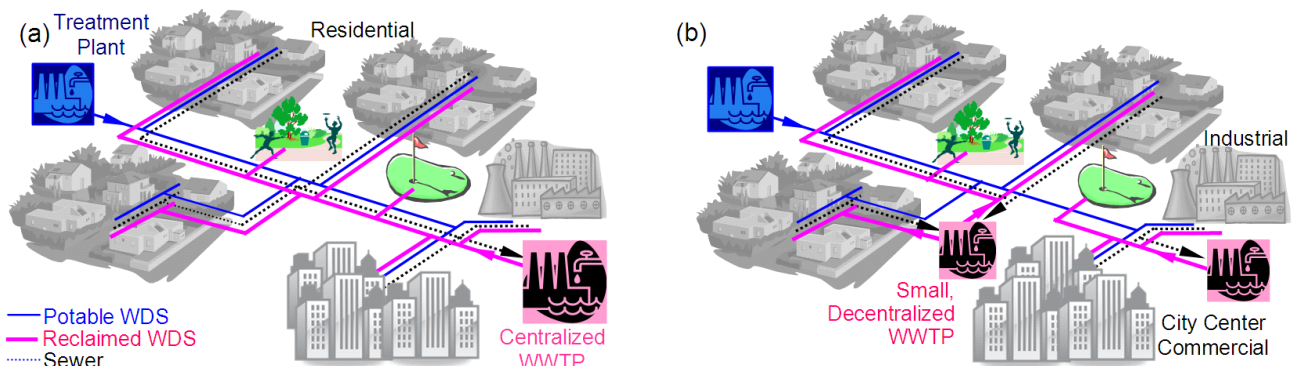 (a)
Treatment
Plant
Residential
Potable WDS
Reclaimed WDS
Sewer
Centralized
WWTP
(b)
Industrial
Small,
Decentralized
WWTP
City Center
Commercial